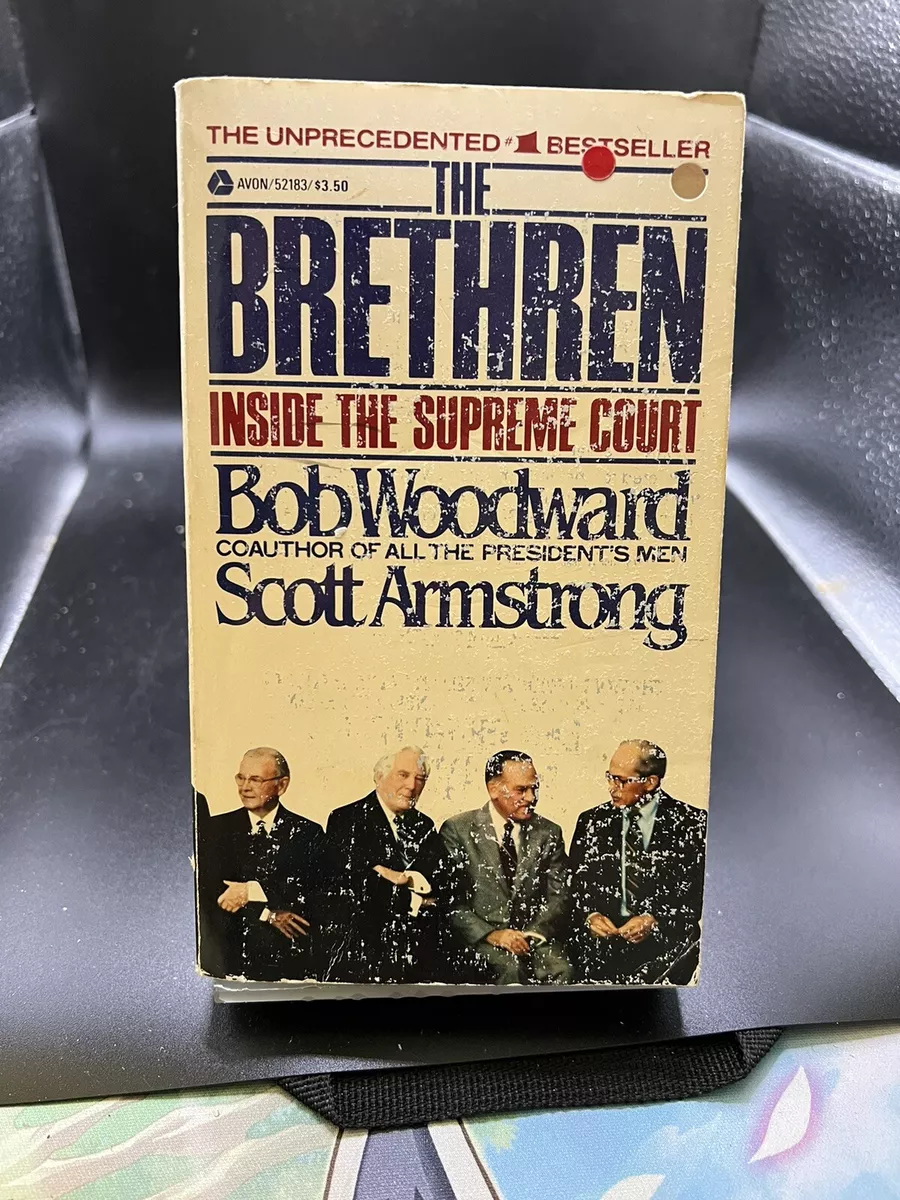 THE UNPRECEDENTED #1 BESTSELLER
AVON/52183/$3.50
THE
BRETHREN
INSIDE THE SUPREME COURT
Bob Woodward
COAUTHOR OF ALL THE PRESIDENT'S MEN
Scott Armstrong